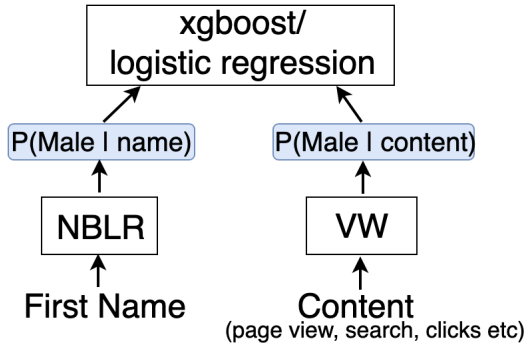 xgboost/
logistic regression
P(Male | name)
P(Male | content)
NBLR
VW
First Name
Content
(page view, search, clicks etc)